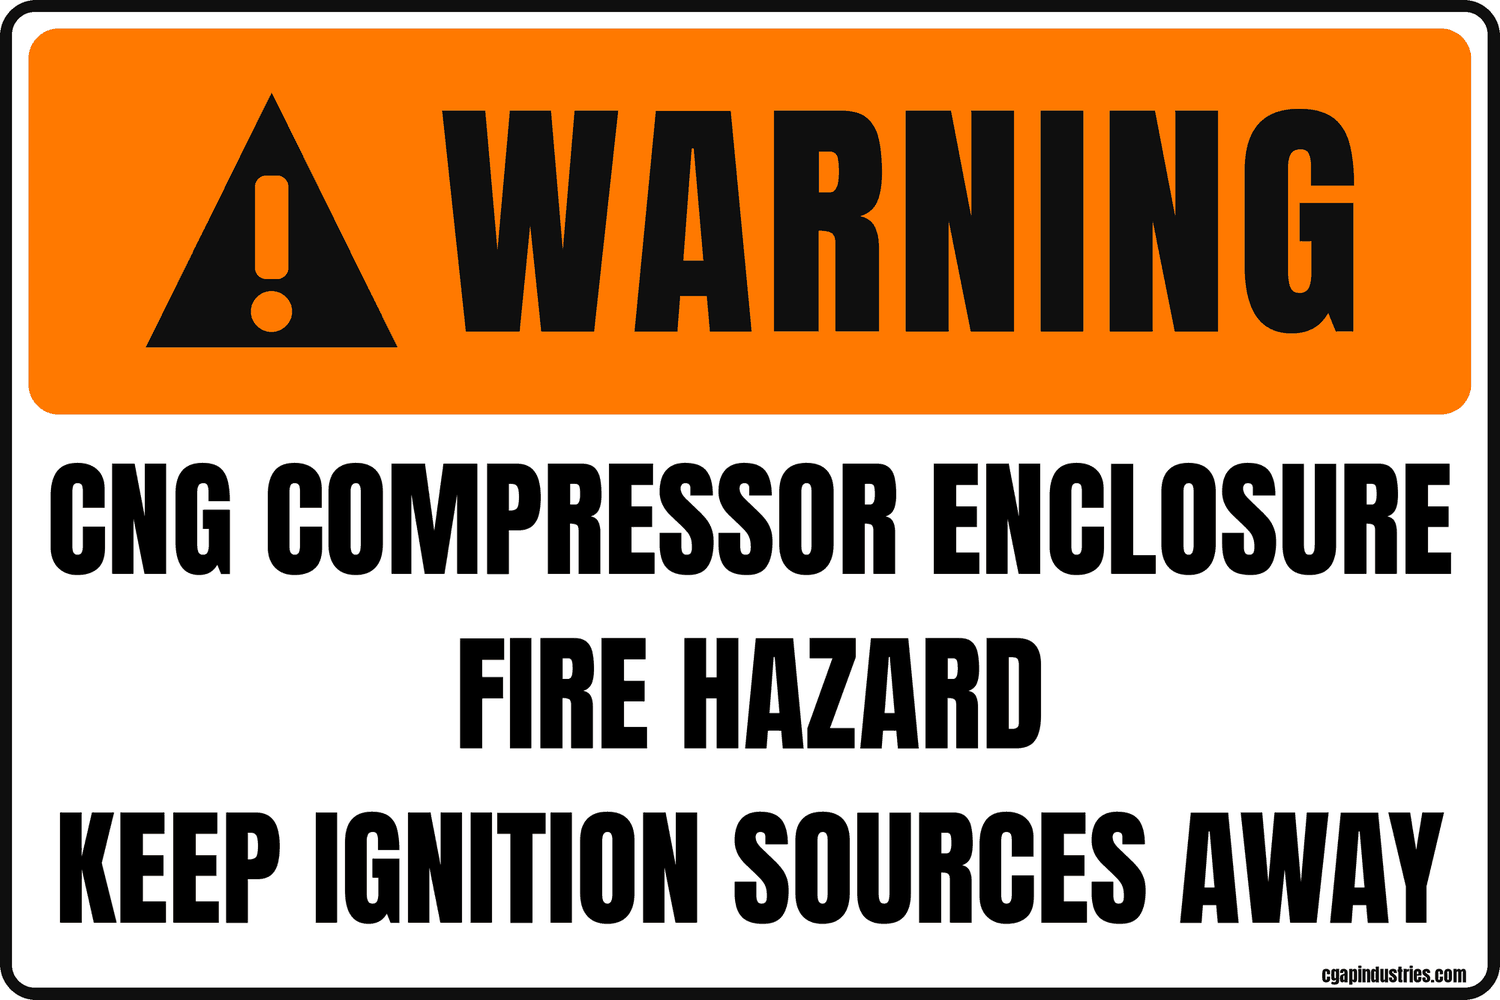 WARNING
CNG COMPRESSOR ENCLOSURE
FIRE HAZARD
KEEP IGNITION SOURCES AWAY
cgapindustries.com